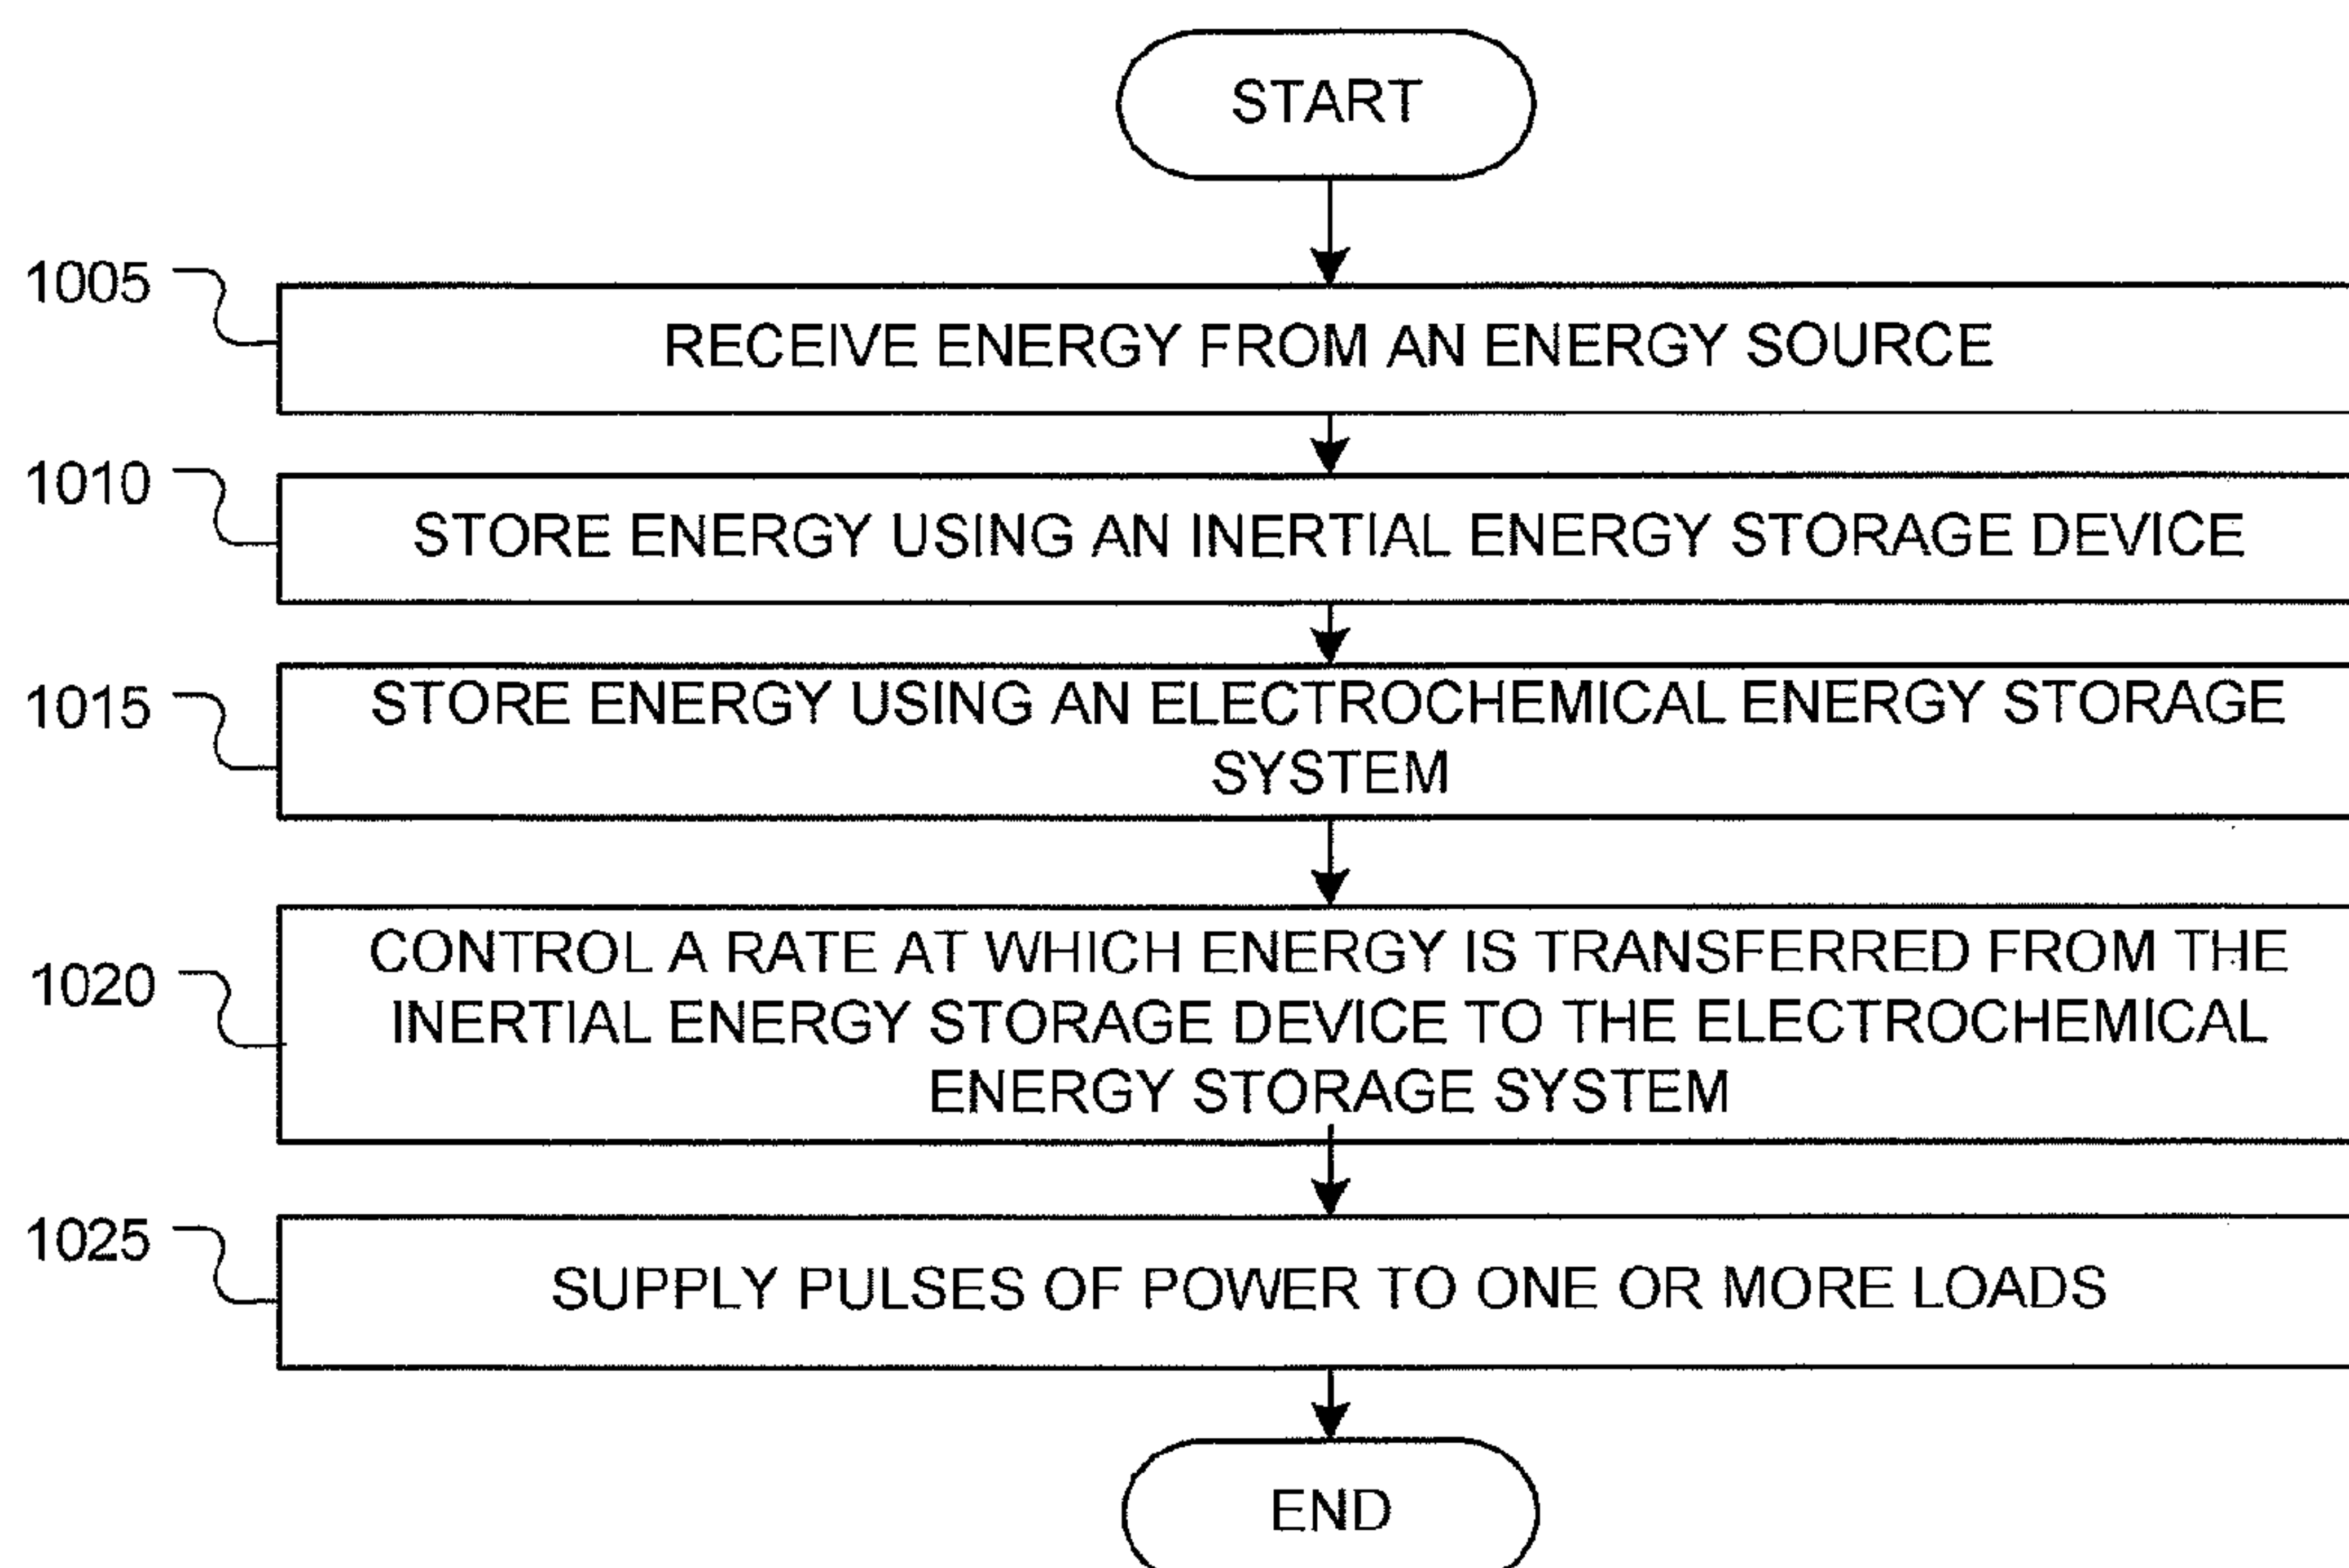 START
1005
RECEIVE ENERGY FROM AN ENERGY SOURCE
1010
STORE ENERGY USING AN INERTIAL ENERGY STORAGE DEVICE
1015
STORE ENERGY USING AN ELECTROCHEMICAL ENERGY STORAGE
SYSTEM
1020
CONTROL A RATE AT WHICH ENERGY IS TRANSFERRED FROM THE
INERTIAL ENERGY STORAGE DEVICE TO THE ELECTROCHEMICAL
ENERGY STORAGE SYSTEM
1025
SUPPLY PULSES OF POWER TO ONE OR MORE LOADS
END